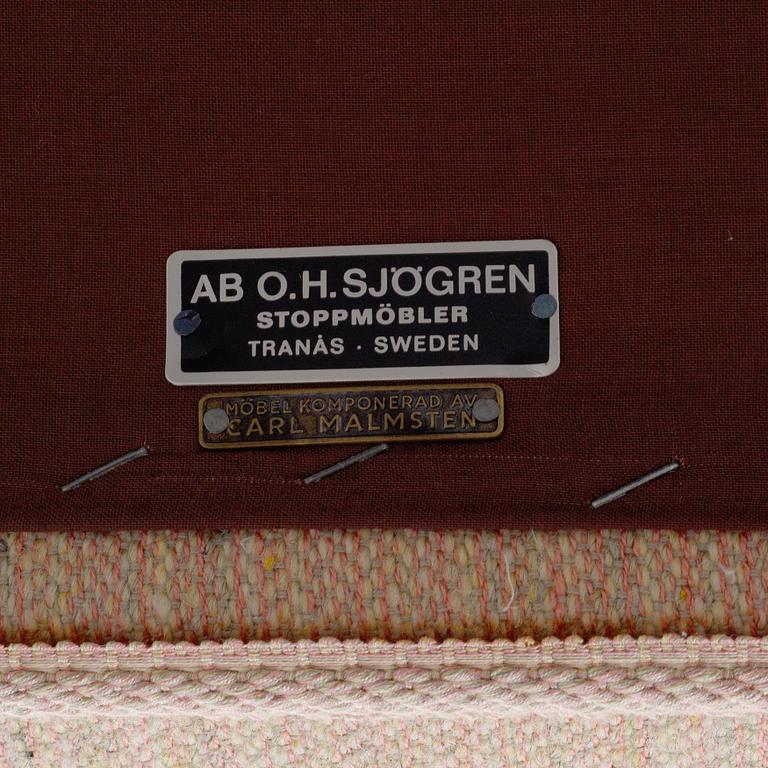 AB O.H.SJÖGREN
STOPPMÖBLER
TRANÅS · SWEDEN
MÖBEL KOMPONERAD AV
CARL MALMSTEN